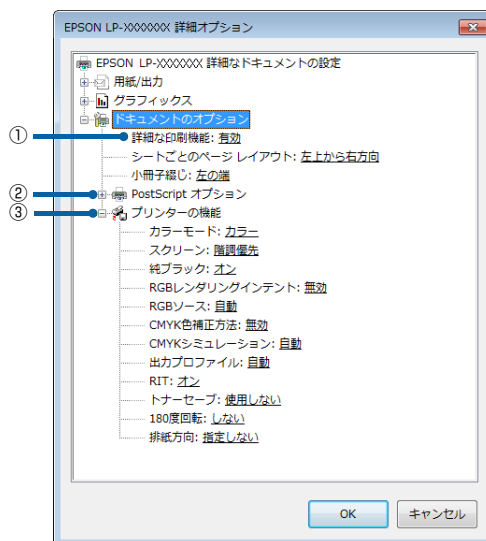 EPSON LP-XXXXXXX 詳細オプション
EPSON LP-XXXXXXX 詳細なドキュメントの設定
用紙/出力
グラフィックス
ドキュメントのオプション
① 詳細な印刷機能: 有効
シートごとのページ レイアウト: 左上から右方向
小冊子綴じ: 左の端
② PostScript オプション
③ プリンターの機能
カラーモード: カラー
スクリーン: 階調優先
純ブラック: オン
RGBレンダリングインテント: 無効
RGBソース: 自動
CMYK色補正方法: 無効
CMYKシミュレーション: 自動
出力プロファイル: 自動
RIT: オン
トナーセーブ: 使用しない
180度回転: しない
排紙方向: 指定しない
OK
キャンセル